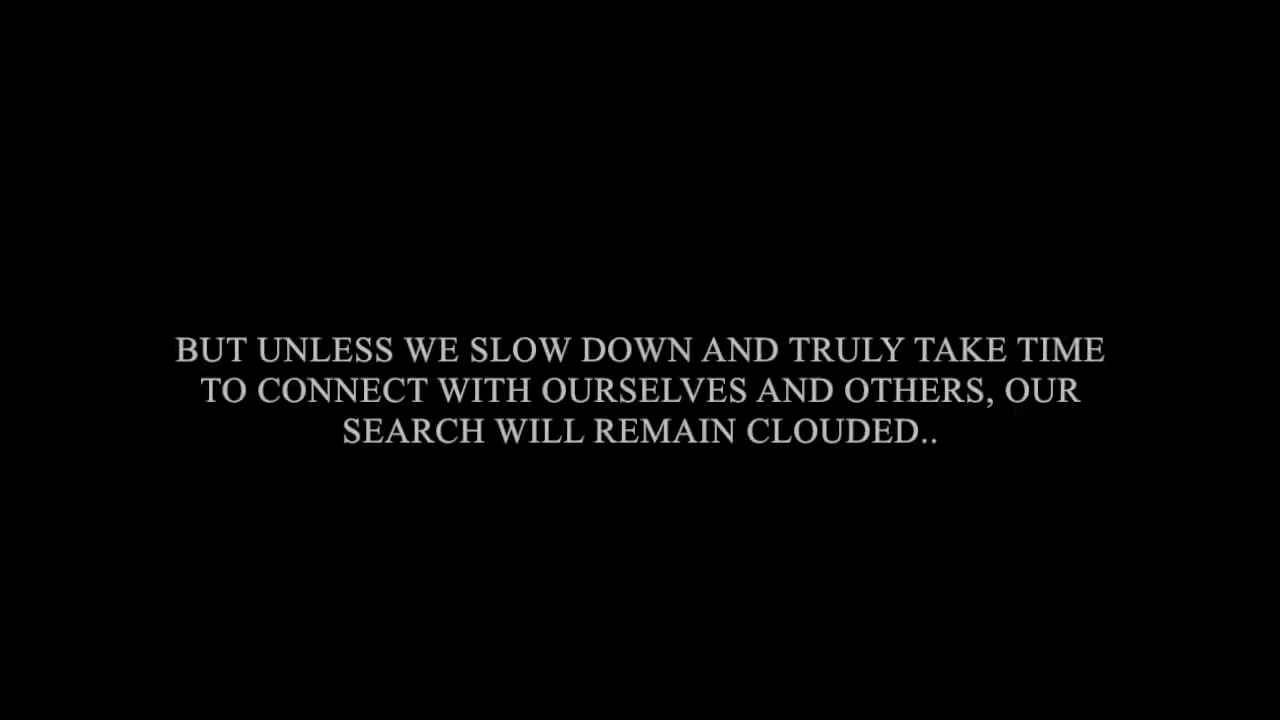 BUT UNLESS WE SLOW DOWN AND TRULY TAKE TIME
TO CONNECT WITH OURSELVES AND OTHERS, OUR
SEARCH WILL REMAIN CLOUDED..